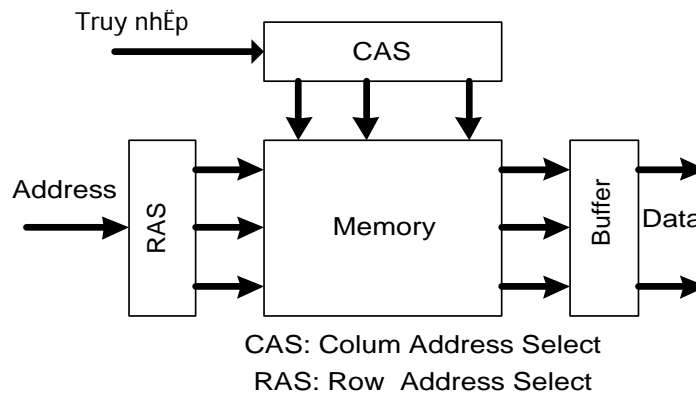 Truy nhËp
CAS
Address
RAS
Memory
Buffer
Data
CAS: Colum Address Select
RAS: Row Address Select